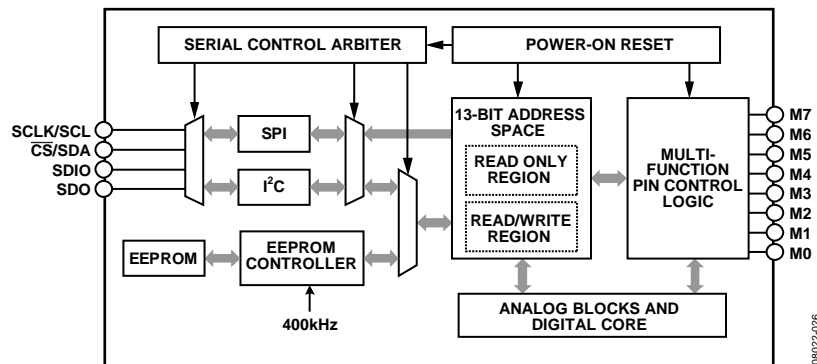 SERIAL CONTROL ARBITER
POWER-ON RESET
SCLK/SCL
CS/SDA
SDIO
SDO
SPI
I²C
13-BIT ADDRESS
SPACE
READ ONLY
REGION
READ/WRITE
REGION
MULTI-
FUNCTION
PIN CONTROL
LOGIC
M7
M6
M5
M4
M3
M2
M1
M0
EEPROM
EEPROM
CONTROLLER
400kHz
ANALOG BLOCKS AND
DIGITAL CORE
08022-026